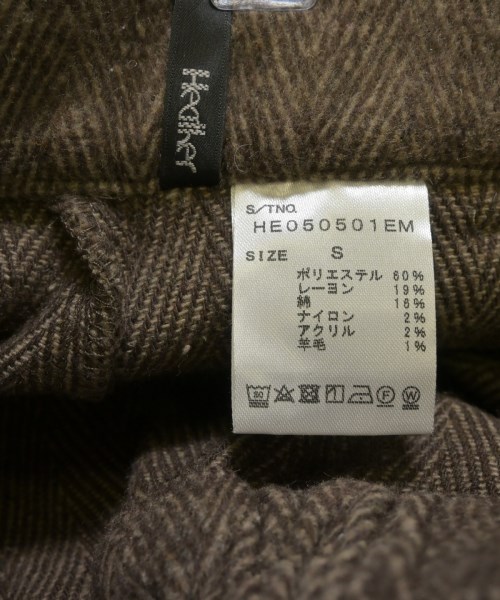 Heather
S/TNO.
HE050501EM
SIZE S
ポリエステル 60%
レーヨン 19%
綿 16%
ナイロン 2%
アクリル 2%
羊毛 1%
F W